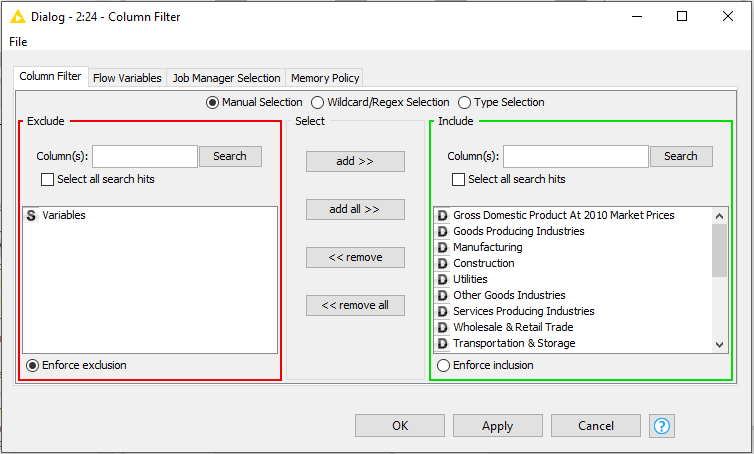 Dialog - 2:24 - Column Filter
File
Column Filter Flow Variables Job Manager Selection Memory Policy
Manual Selection Wildcard/Regex Selection Type Selection
Exclude
Column(s): Search
Select all search hits
S Variables
Enforce exclusion
Select
add >>
add all >>
<< remove
<< remove all
Include
Column(s): Search
Select all search hits
D Gross Domestic Product At 2010 Market Prices
D Goods Producing Industries
D Manufacturing
D Construction
D Utilities
D Other Goods Industries
D Services Producing Industries
D Wholesale & Retail Trade
D Transportation & Storage
Enforce inclusion
OK Apply Cancel ?